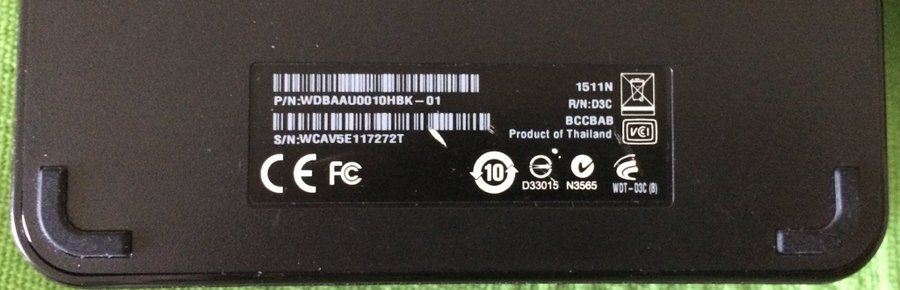 P/N:WDBAAU0010HBK-01
S/N:WCAV5E117272T
1511N
R/N:D3C
BCCBAB
Product of Thailand
VCI
CE FC
10
D33015
N3565
WDT-D3C (B)